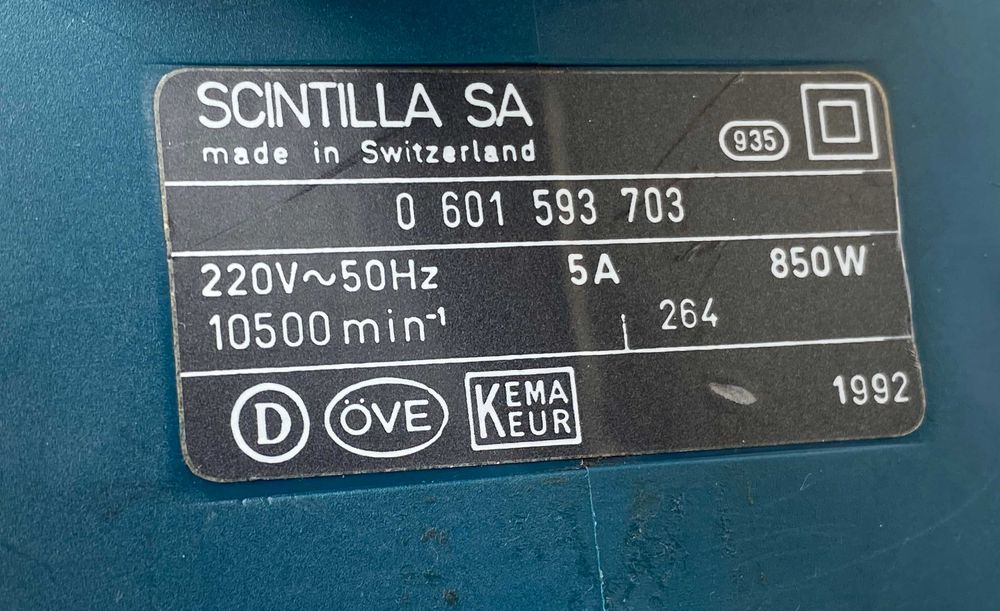 SCINTILLA SA
made in Switzerland
935
0 601 593 703
220V~50Hz 5A 850W
10500 min⁻¹ 264
D ÖVE KEMA KEUR 1992